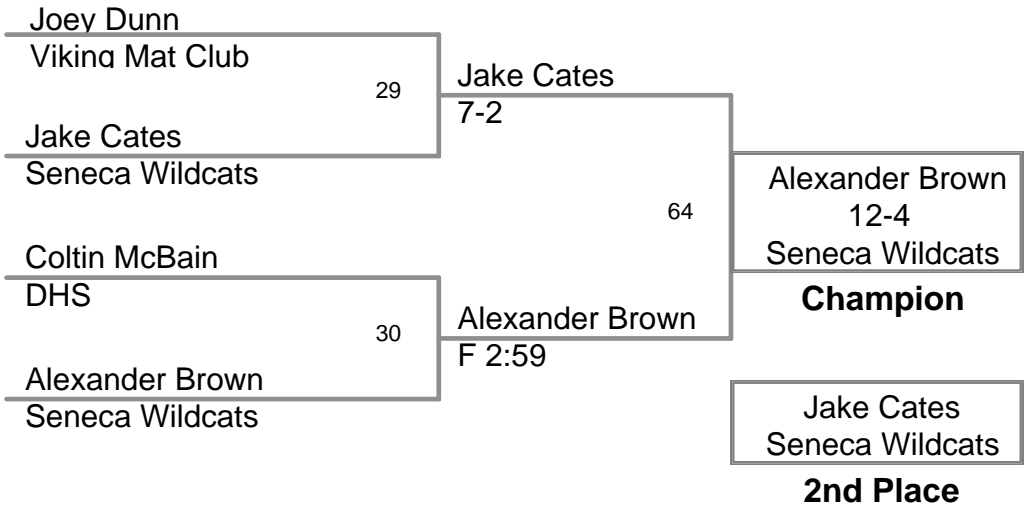 Joey Dunn
Viking Mat Club
29
Jake Cates
7-2
Jake Cates
Seneca Wildcats
64
Alexander Brown
12-4
Seneca Wildcats
Champion
Coltin McBain
DHS
30
Alexander Brown
F 2:59
Alexander Brown
Seneca Wildcats
Jake Cates
Seneca Wildcats
2nd Place